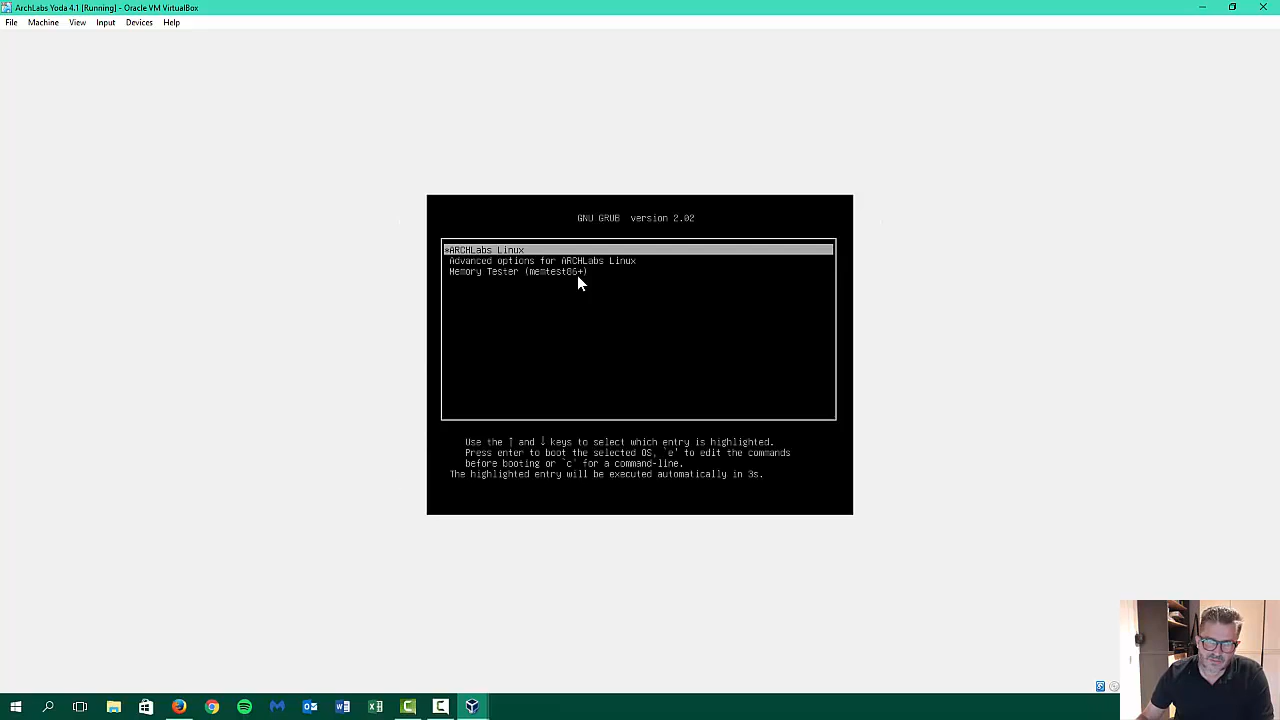 ArchLabs Yoda 4.1 [Running] - Oracle VM VirtualBox
File Machine View Input Devices Help
GNU GRUB version 2.02
*ARCHLabs Linux
Advanced options for ARCHLabs Linux
Memory Tester (memtest86+)
Use the ↑ and ↓ keys to select which entry is highlighted.
Press enter to boot the selected OS, `e' to edit the commands
before booting or `c' for a command-line.
The highlighted entry will be executed automatically in 3s.